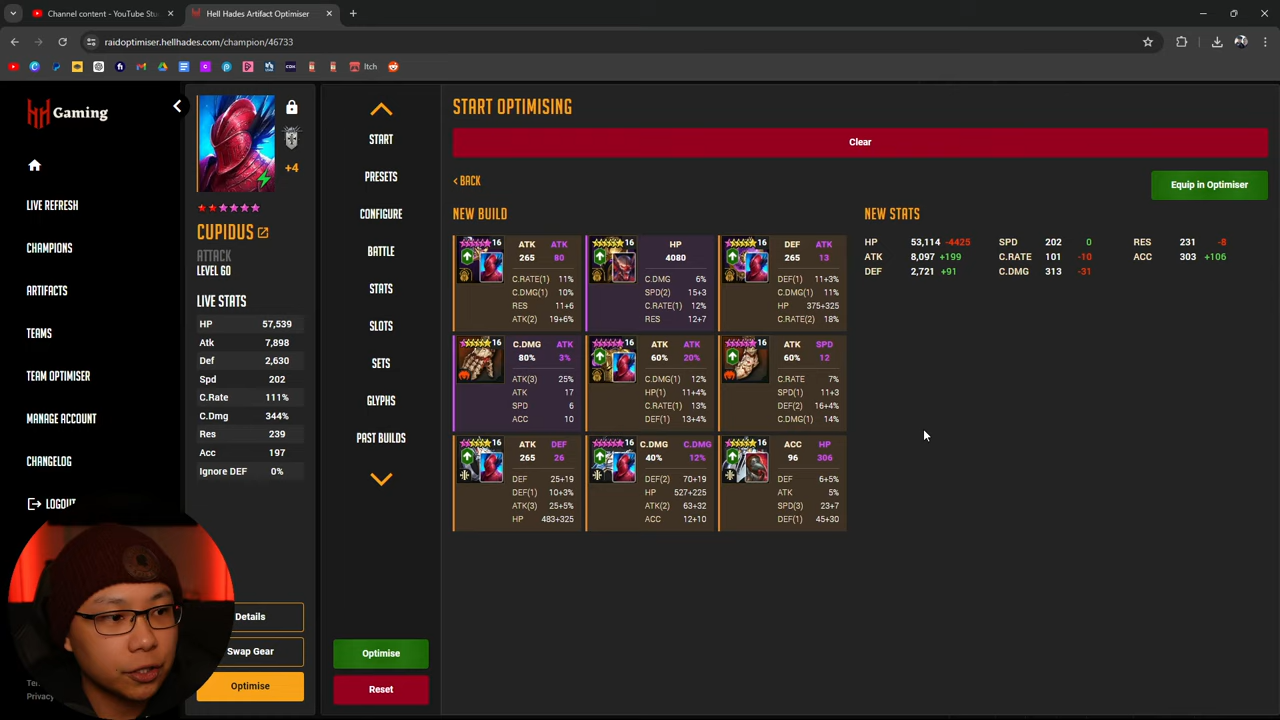 Channel content - YouTube Stu
Hell Hades Artifact Optimiser
raidoptimiser.hellhades.com/champion/46733
Itch
Gaming
LIVE REFRESH
CHAMPIONS
ARTIFACTS
TEAMS
TEAM OPTIMISER
MANAGE ACCOUNT
CHANGELOG
LOGOUT
Privacy
+4
CUPIDUS
ATTACK
LEVEL 60
LIVE STATS
HP 57,539
Atk 7,898
Def 2,630
Spd 202
C.Rate 111%
C.Dmg 344%
Res 239
Acc 197
Ignore DEF 0%
Details
Swap Gear
Optimise
START
PRESETS
CONFIGURE
BATTLE
STATS
SLOTS
SETS
GLYPHS
PAST BUILDS
Optimise
Reset
START OPTIMISING
Clear
< BACK
Equip in Optimiser
NEW BUILD
16 ATK ATK
265 80
C.RATE(1) 11%
C.DMG(1) 10%
RES 11+6
ATK(2) 19+6%
16 HP
4080
C.DMG 6%
SPD(2) 15+3
C.RATE(1) 12%
RES 12+7
16 DEF ATK
265 13
DEF(1) 11+3%
C.DMG(1) 11%
HP 375+325
C.RATE(2) 18%
16 C.DMG ATK
80% 3%
ATK(3) 25%
ATK 17
SPD 6
ACC 10
16 ATK ATK
60% 20%
C.DMG(1) 12%
HP(1) 11+4%
C.RATE(1) 13%
DEF(1) 13+4%
16 ATK SPD
60% 12
C.RATE 7%
SPD(1) 11+3
DEF(2) 16+4%
C.DMG(1) 14%
16 ATK DEF
265 26
DEF 25+19
DEF(1) 10+3%
ATK(3) 25+5%
HP 483+325
16 C.DMG C.DMG
40% 12%
DEF(2) 70+19
HP 527+225
ATK(2) 63+32
ACC 12+10
16 ACC HP
96 306
DEF 6+5%
ATK 5%
SPD(3) 23+7
DEF(1) 45+30
NEW STATS
HP 53,114 -4425 SPD 202 0 RES 231 -8
ATK 8,097 +199 C.RATE 101 -10 ACC 303 +106
DEF 2,721 +91 C.DMG 313 -31